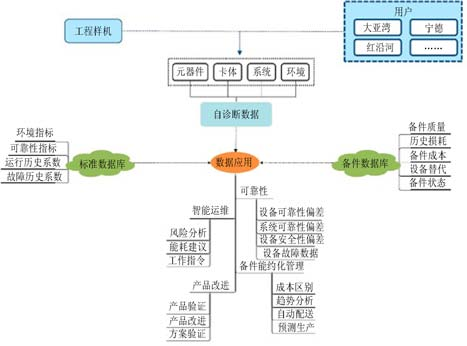 用户
工程样机
大亚湾
宁德
红沿河
……
元器件
卡体
系统
环境
自诊断数据
环境指标
可靠性指标
运行历史系数
故障历史系数
标准数据库
数据应用
备件数据库
备件质量
历史损耗
备件成本
设备替代
备件状态
可靠性
设备可靠性偏差
系统可靠性偏差
设备安全性偏差
设备故障数据
智能运维
风险分析
能耗建议
工作指令
备件能约化管理
成本区别
趋势分析
自动配送
预测生产
产品改进
产品验证
产品改进
方案验证